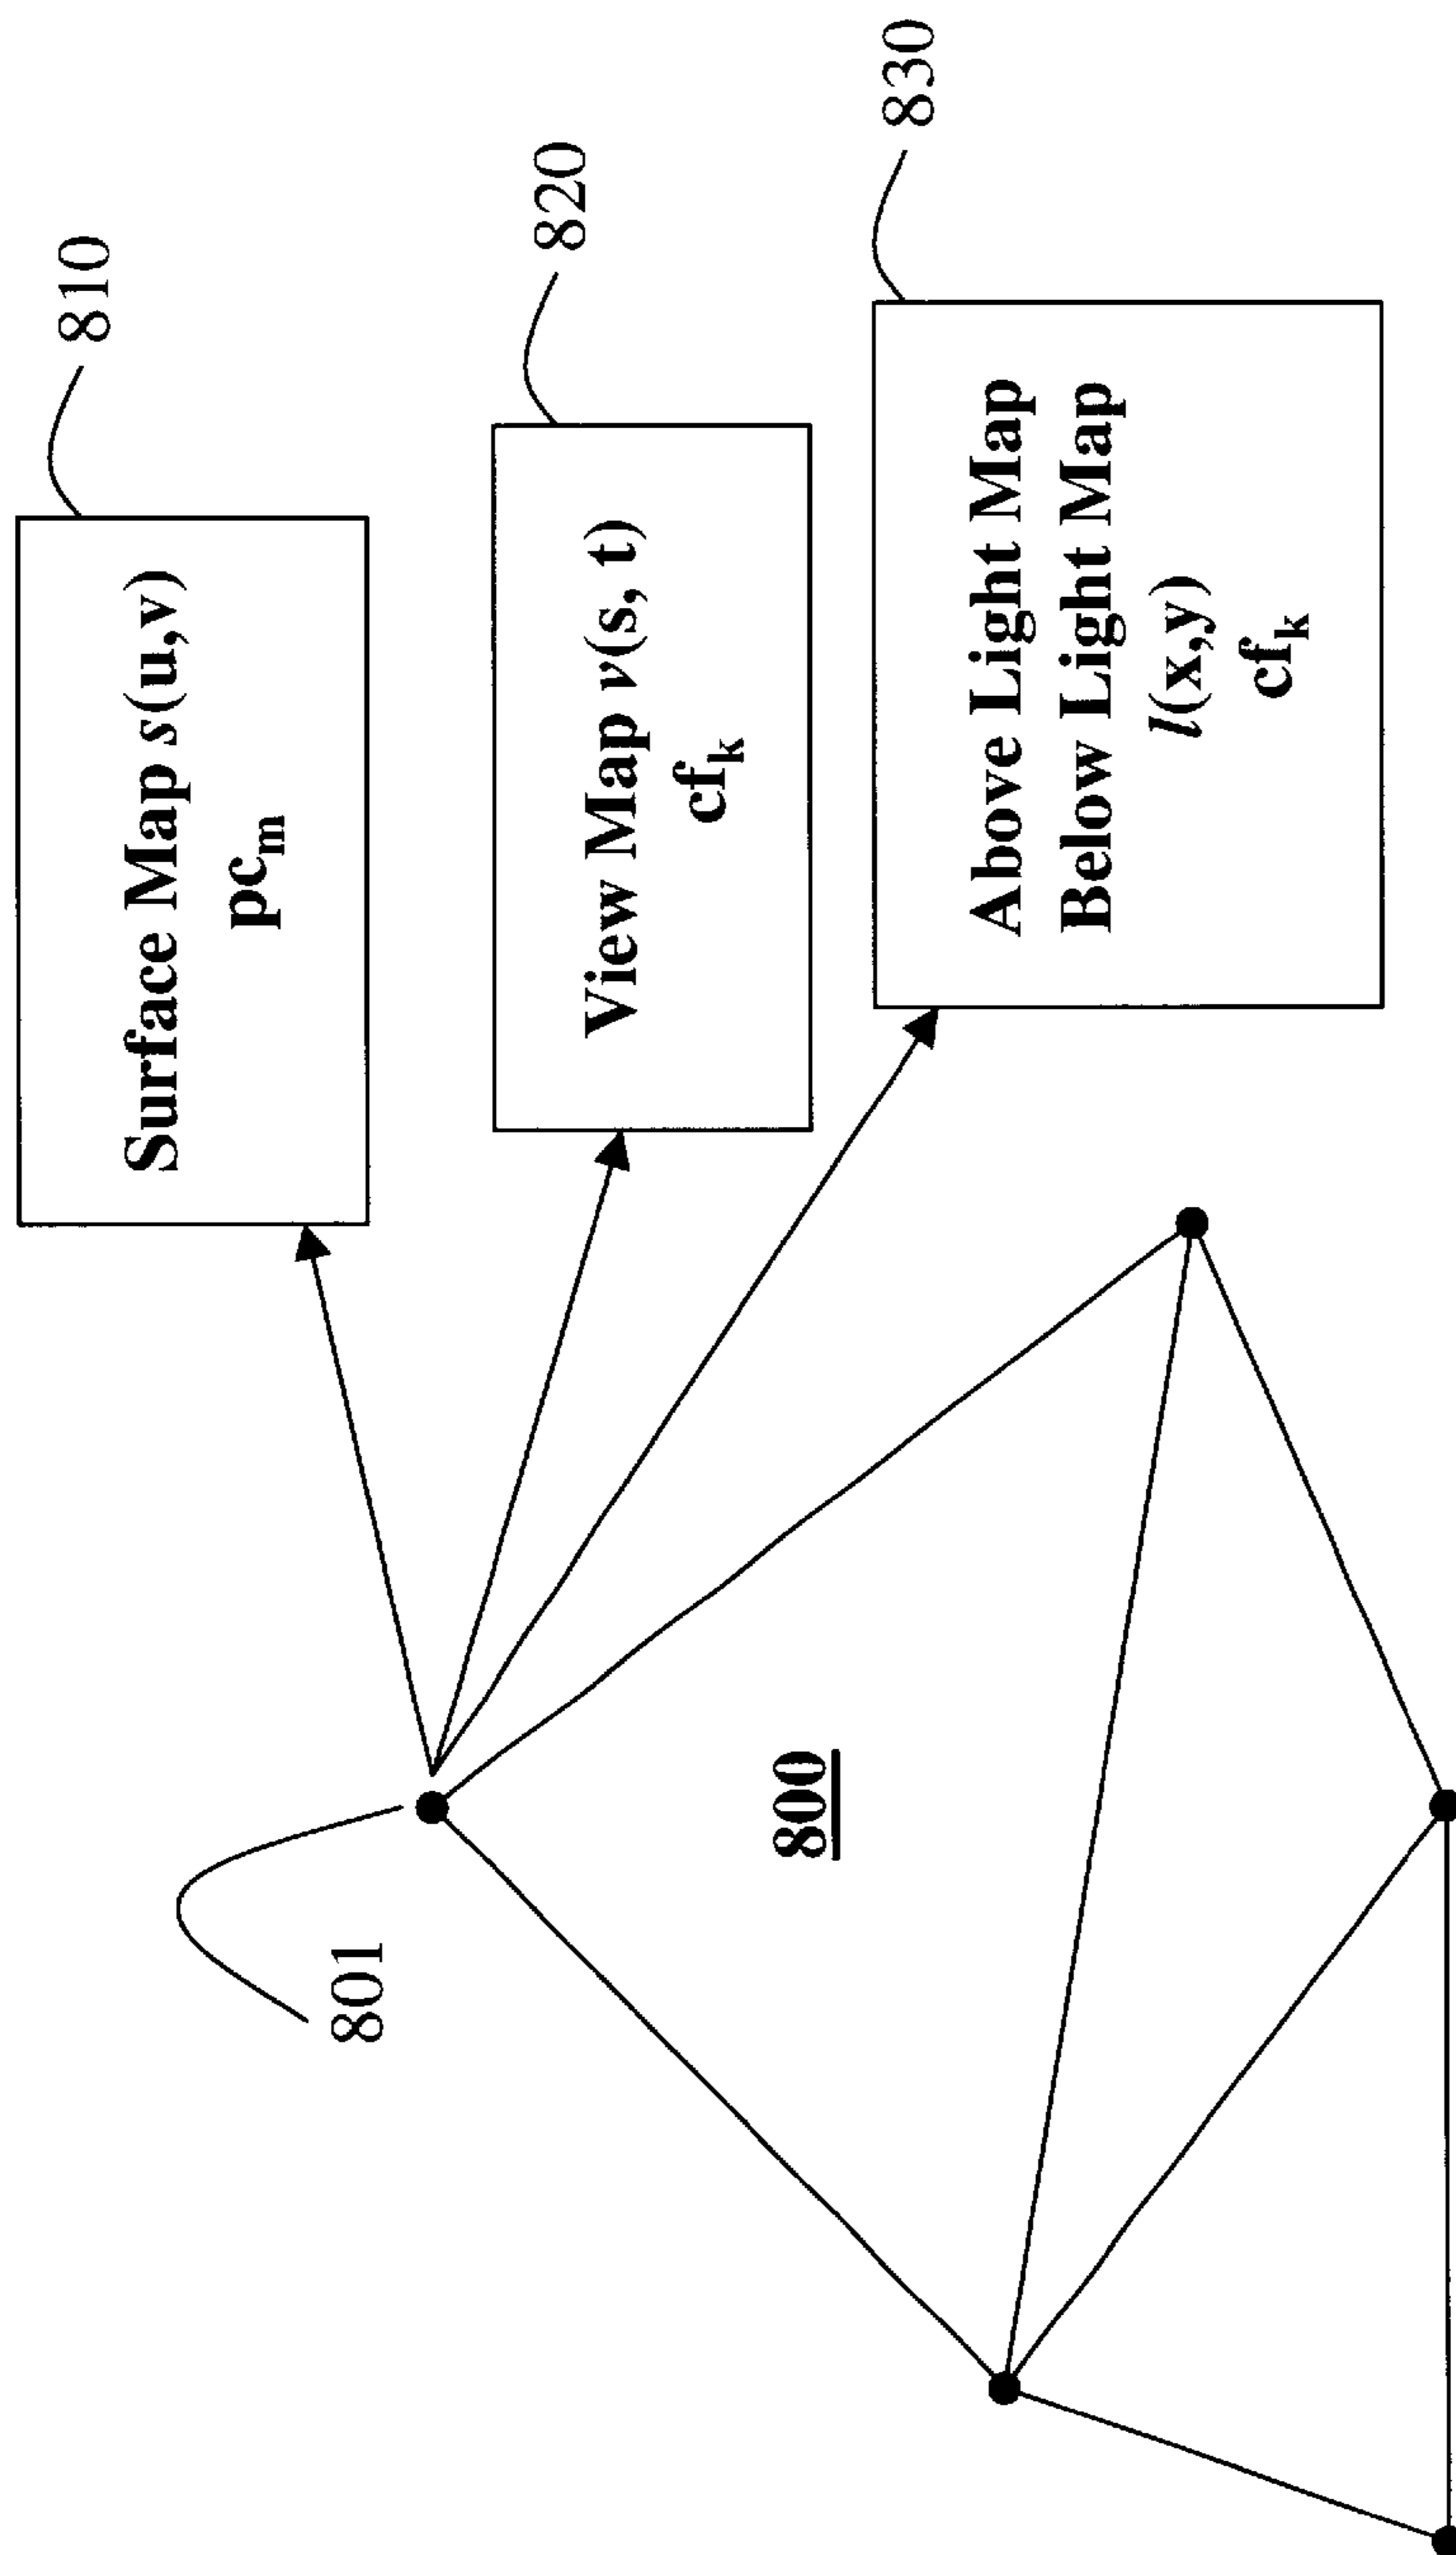 810
Surface Map s(u,v)
pcₘ
820
View Map v(s, t)
cfₖ
830
Above Light Map
Below Light Map
l(x,y)
cfₖ
801
800